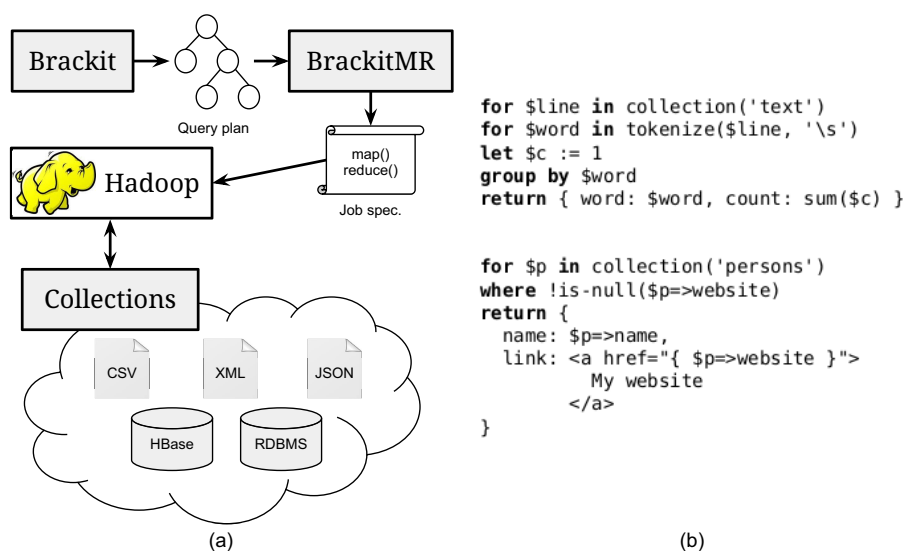 Brackit
BrackitMR
Query plan
map()
reduce()
Job spec.
Hadoop
Collections
CSV
XML
JSON
HBase
RDBMS
(a)
for $line in collection('text')
for $word in tokenize($line, '\s')
let $c := 1
group by $word
return { word: $word, count: sum($c) }
for $p in collection('persons')
where !is-null($p=>website)
return {
name: $p=>name,
link: <a href="{ $p=>website }">
My website
</a>
}
(b)